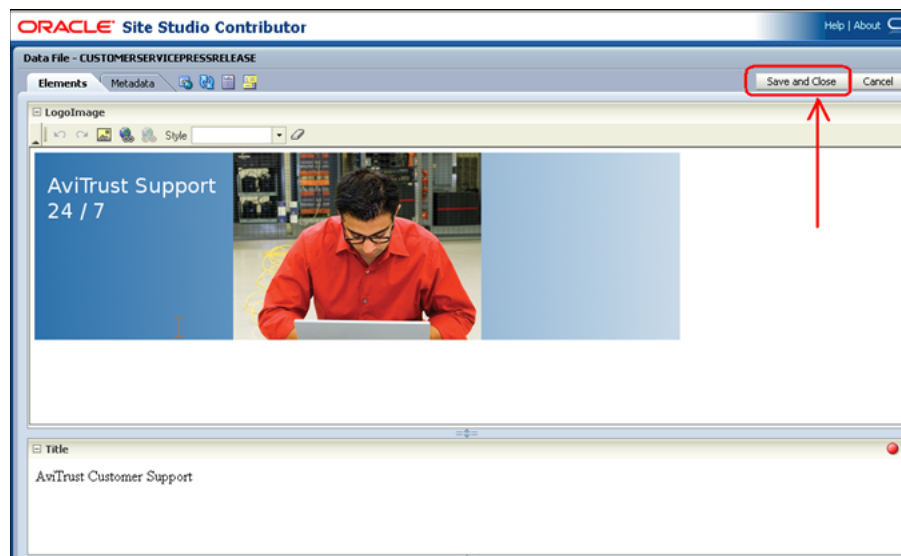 ORACLE Site Studio Contributor
Help | About
Data File - CUSTOMERSERVICEPRESSRELEASE
Elements Metadata
Save and Close Cancel
LogoImage
Style
AviTrust Support
24 / 7
Title
AviTrust Customer Support